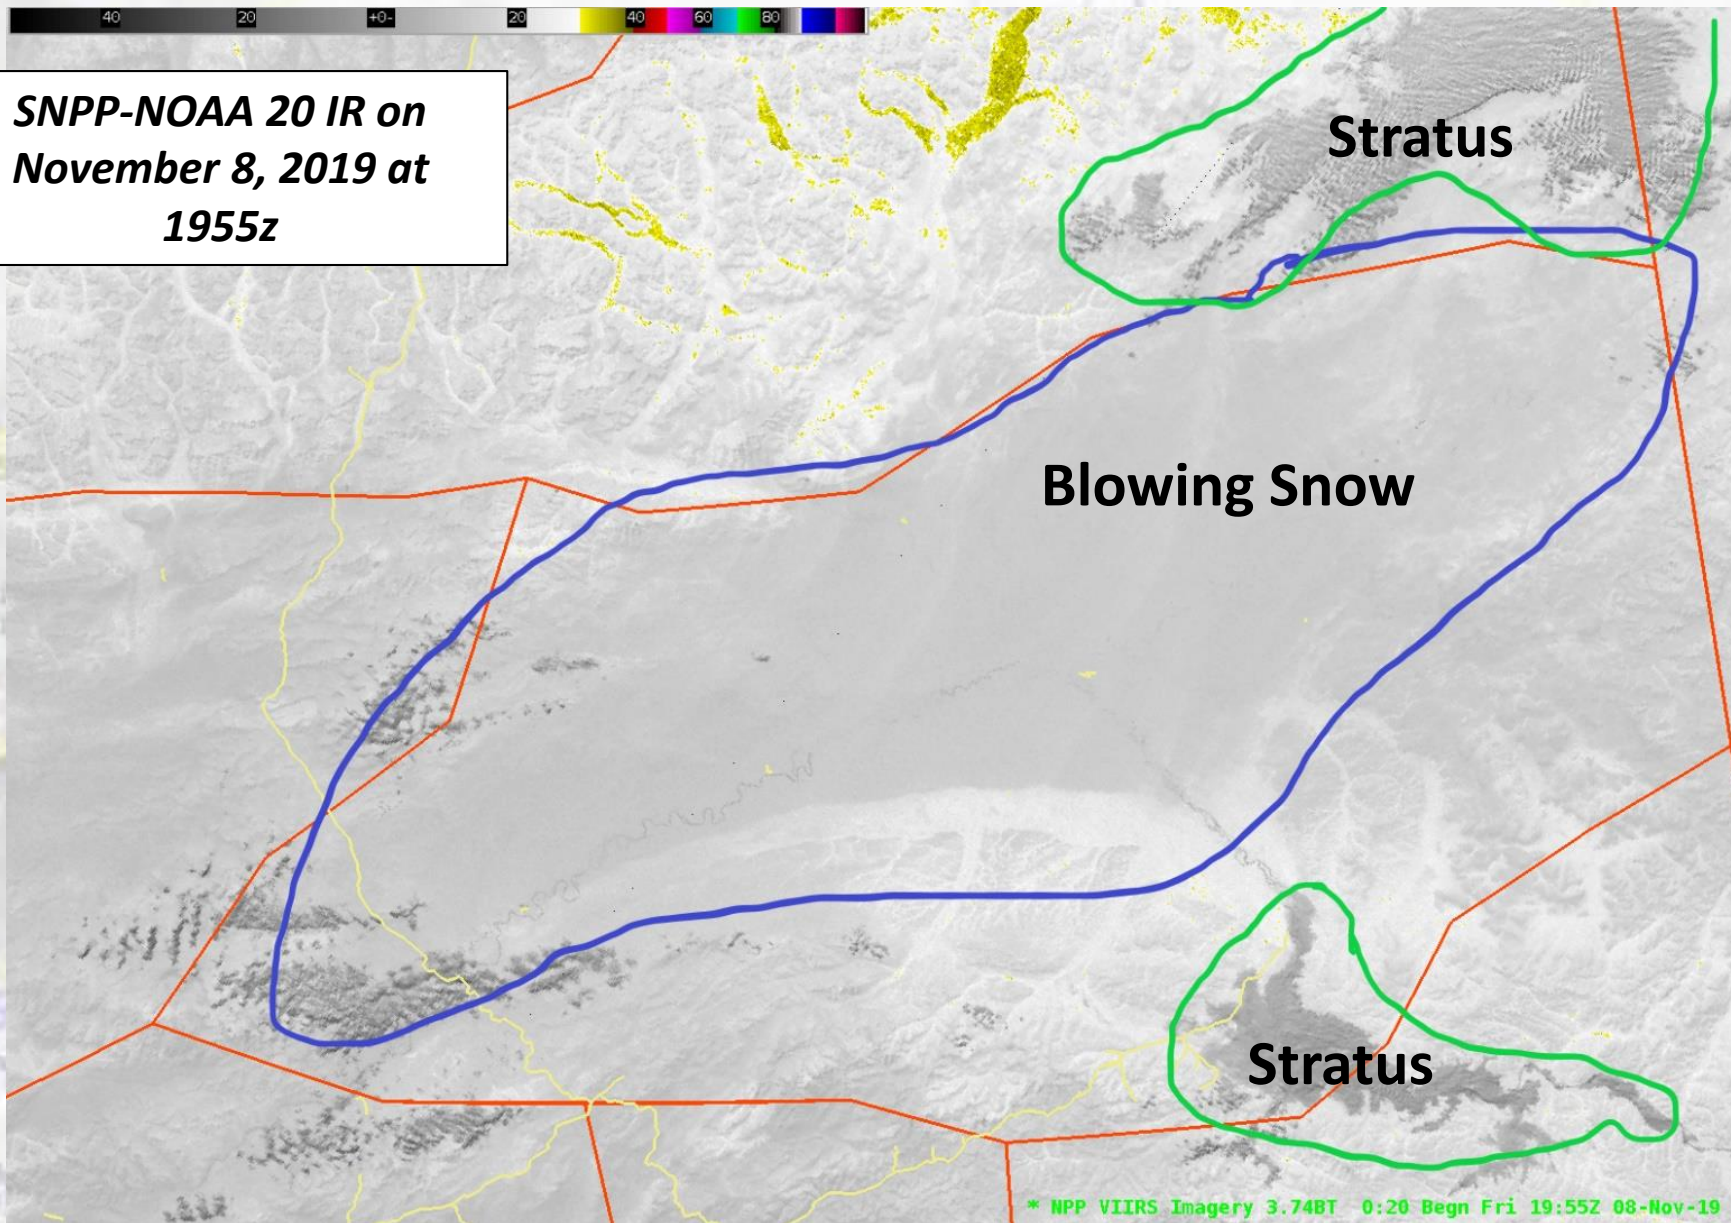 40 20 +0- 20 40 60 80
SNPP-NOAA 20 IR on
November 8, 2019 at
1955z
Stratus
Blowing Snow
Stratus
* NPP VIIRS Imagery 3.74BT 0:20 Begn Fri 19:55Z 08-Nov-19